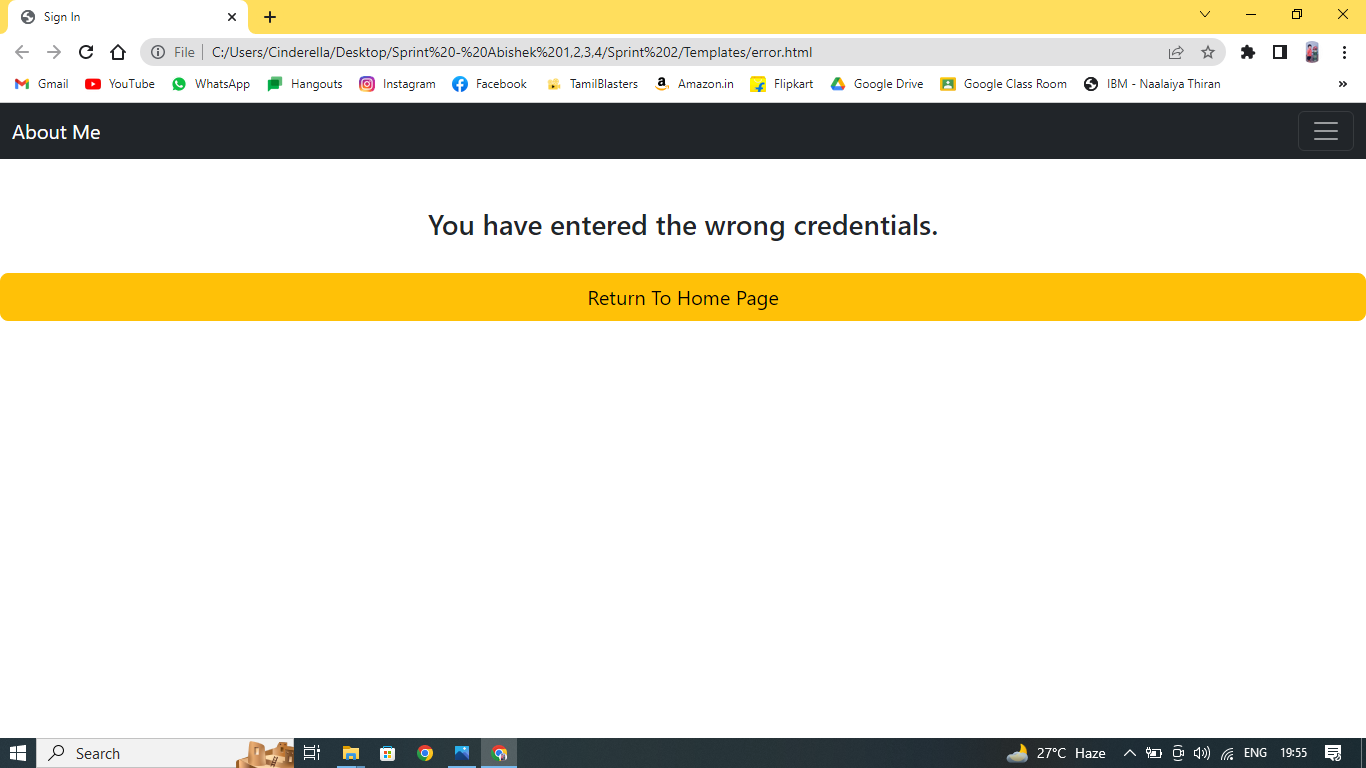 Sign In
File
C:/Users/Cinderella/Desktop/Sprint%20-%20Abishek%201,2,3,4/Sprint%202/Templates/error.html
Gmail YouTube WhatsApp Hangouts Instagram Facebook TamilBlasters Amazon.in Flipkart Google Drive Google Class Room IBM - Naalaiya Thiran »
About Me
You have entered the wrong credentials.
Return To Home Page
Search 27°C Haze ENG 19:55